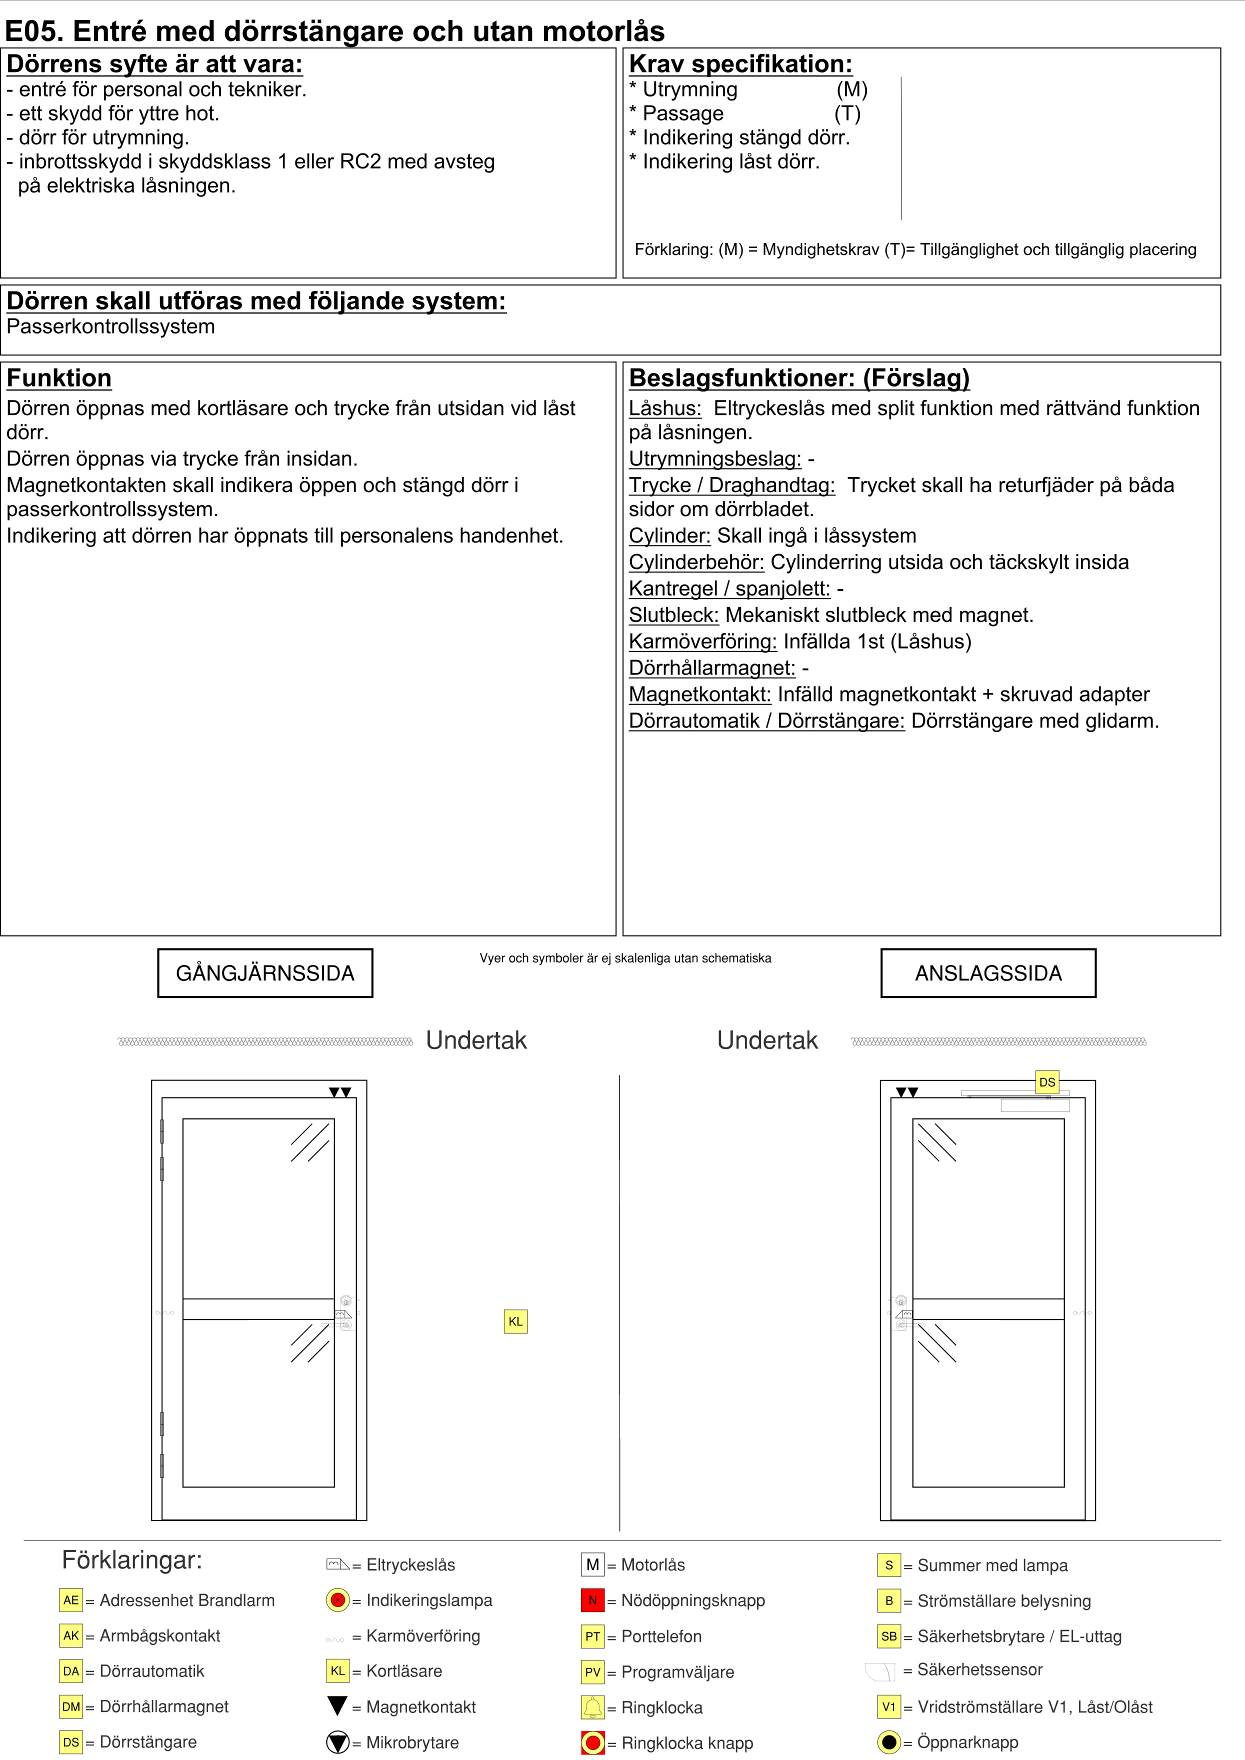 E05. Entré med dörrstängare och utan motorlås
Dörrens syfte är att vara:
- entré för personal och tekniker.
- ett skydd för yttre hot.
- dörr för utrymning.
- inbrottsskydd i skyddsklass 1 eller RC2 med avsteg
på elektriska låsningen.
Krav specifikation:
* Utrymning (M)
* Passage (T)
* Indikering stängd dörr.
* Indikering låst dörr.
Förklaring: (M) = Myndighetskrav (T)= Tillgänglighet och tillgänglig placering
Dörren skall utföras med följande system:
Passerkontrollssystem
Funktion
Dörren öppnas med kortläsare och trycke från utsidan vid låst
dörr.
Dörren öppnas via trycke från insidan.
Magnetkontakten skall indikera öppen och stängd dörr i
passerkontrollssystem.
Indikering att dörren har öppnats till personalens handenhet.
Beslagsfunktioner: (Förslag)
Låshus: Eltryckeslås med split funktion med rättvänd funktion
på låsningen.
Utrymningsbeslag: -
Trycke / Draghandtag: Trycket skall ha returfjäder på båda
sidor om dörrbladet.
Cylinder: Skall ingå i låssystem
Cylinderbehör: Cylinderring utsida och täckskylt insida
Kantregel / spanjolett: -
Slutbleck: Mekaniskt slutbleck med magnet.
Karmöverföring: Infällda 1st (Låshus)
Dörrhållarmagnet: -
Magnetkontakt: Infälld magnetkontakt + skruvad adapter
Dörrautomatik / Dörrstängare: Dörrstängare med glidarm.
GÅNGJÄRNSSIDA
Vyer och symboler är ej skalenliga utan schematiska
ANSLAGSSIDA
Undertak
Undertak
DS
KL
Förklaringar:
AE = Adressenhet Brandlarm
AK = Armbågskontakt
DA = Dörrautomatik
DM = Dörrhållarmagnet
DS = Dörrstängare
= Eltryckeslås
= Indikeringslampa
= Karmöverföring
KL = Kortläsare
= Magnetkontakt
= Mikrobrytare
M = Motorlås
N = Nödöppningsknapp
PT = Porttelefon
PV = Programväljare
= Ringklocka
= Ringklocka knapp
S = Summer med lampa
B = Strömställare belysning
SB = Säkerhetsbrytare / EL-uttag
= Säkerhetssensor
V1 = Vridströmställare V1, Låst/Olåst
= Öppnarknapp